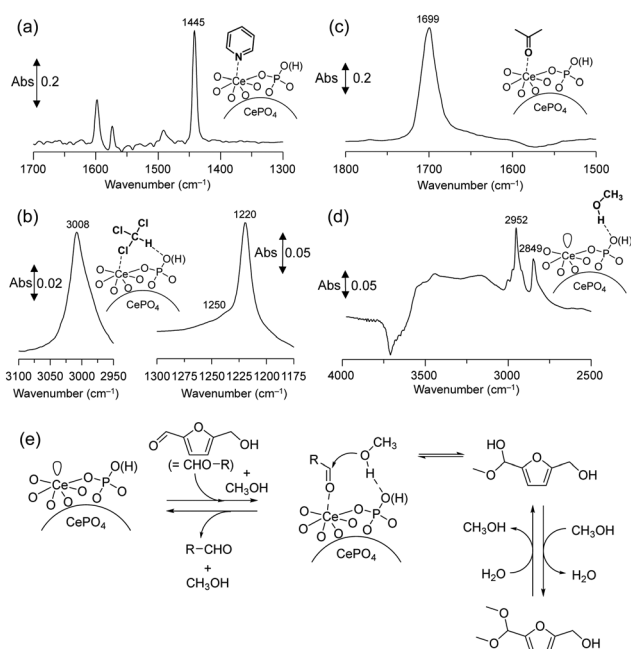 (a)
1445
Abs
0.2
N
Ce
O
P
O(H)
CePO4
1700 1600 1500 1400 1300
Wavenumber (cm–1)
(c)
1699
Abs
0.2
O
Ce
O
P
O(H)
CePO4
1800 1700 1600 1500
Wavenumber (cm–1)
(b)
3008
Abs
0.02
Cl
Cl
C
H
Cl
O(H)
Ce
O
P
CePO4
3100 3050 3000 2950
Wavenumber (cm–1)
1220
Abs
0.05
1250
1300 1275 1250 1225 1200 1175
Wavenumber (cm–1)
(d)
2952
2849
Abs
0.05
CH3
O
H
O(H)
Ce
O
P
CePO4
4000 3500 3000 2500
Wavenumber (cm–1)
(e)
O(H)
Ce
O
P
CePO4
O
O
OH
(= CHO–R)
+
CH3OH
R–CHO
+
CH3OH
R
O
O
CH3
H
O(H)
Ce
O
P
CePO4
HO
O
O
OH
CH3OH
CH3OH
H2O
H2O
O
O
O
OH